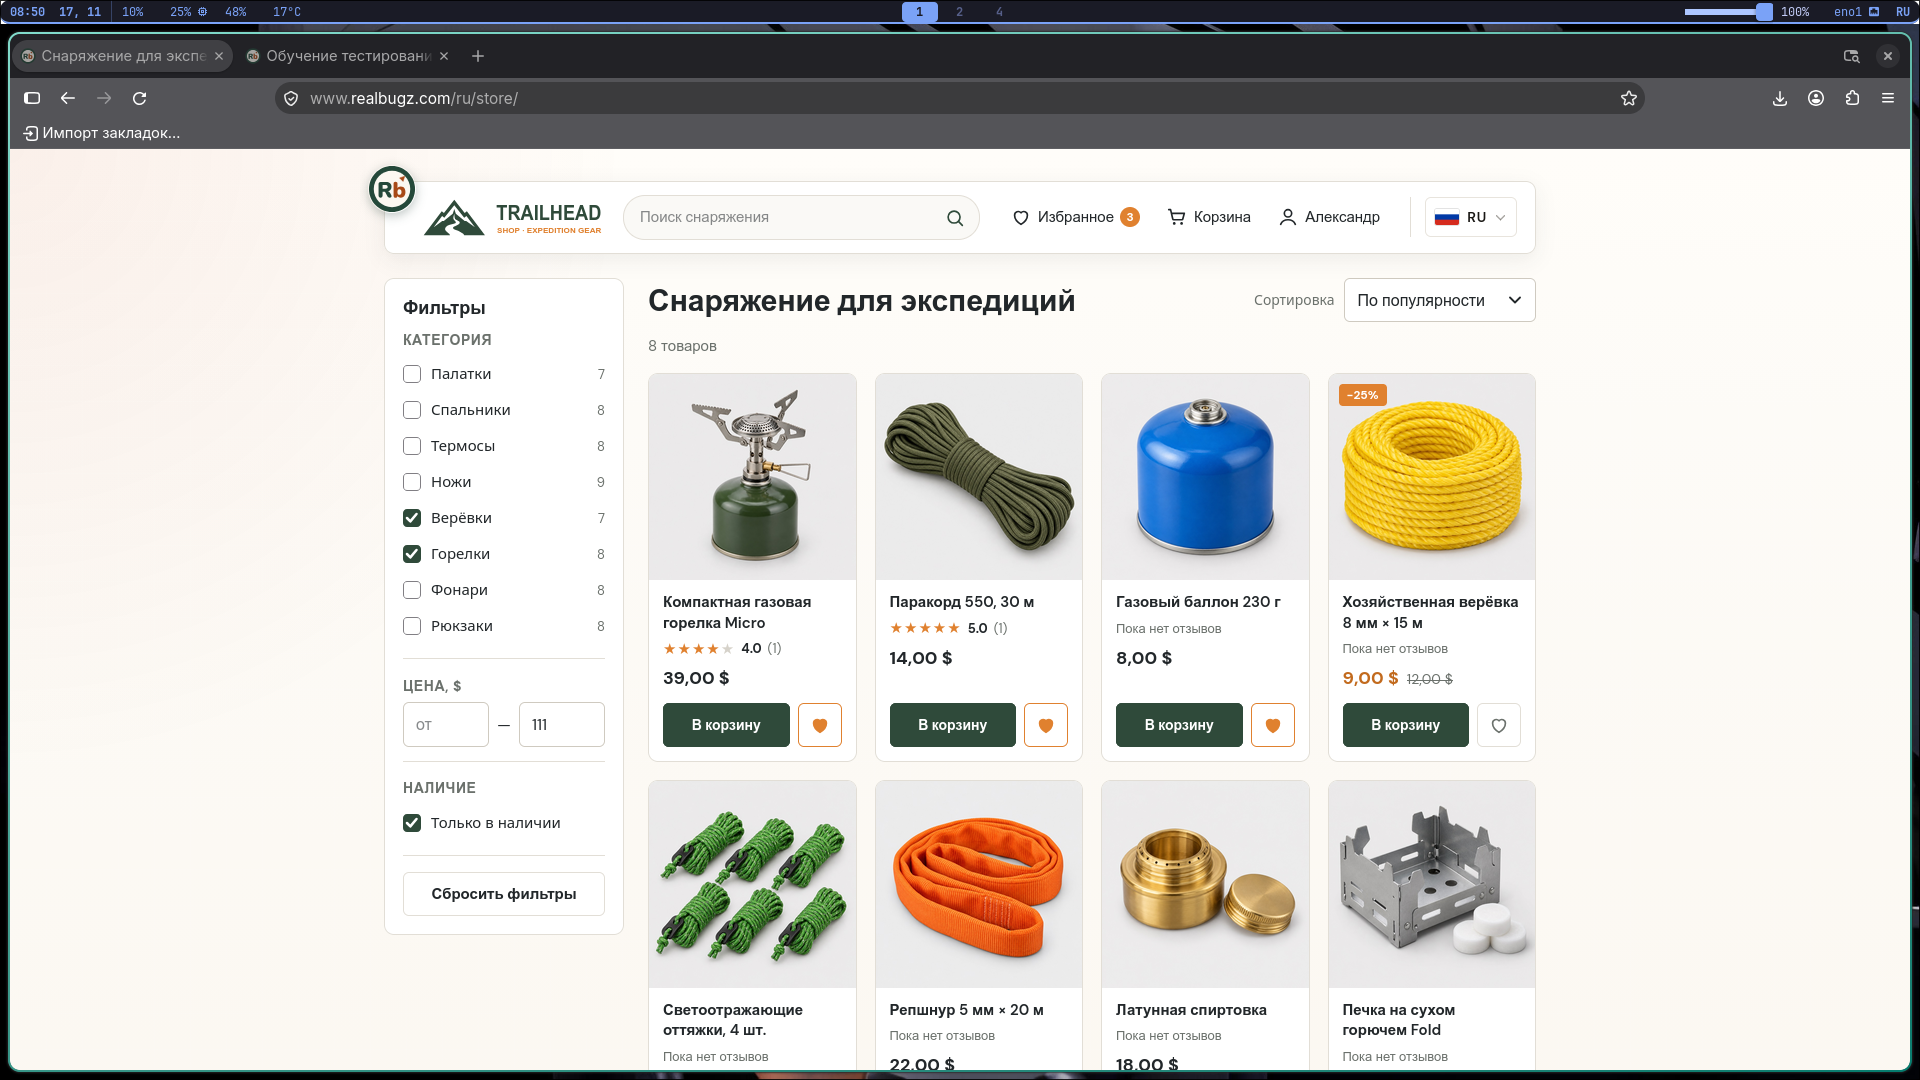 08:50 17, 11 10% 25% 48% 17°C 1 2 4 100% eno1 RU
Снаряжение для экспе Обучение тестировани
www.realbugz.com/ru/store/
Импорт закладок...
Rb
TRAILHEAD
SHOP · EXPEDITION GEAR
Поиск снаряжения
Избранное 3 Корзина Александр RU
Фильтры
КАТЕГОРИЯ
Палатки 7
Спальники 8
Термосы 8
Ножи 9
Верёвки 7
Горелки 8
Фонари 8
Рюкзаки 8
ЦЕНА, $
от — 111
НАЛИЧИЕ
Только в наличии
Сбросить фильтры
Снаряжение для экспедиций
Сортировка По популярности
8 товаров
Компактная газовая
горелка Micro
★★★★★ 4.0 (1)
39,00 $
В корзину
Паракорд 550, 30 м
★★★★★ 5.0 (1)
14,00 $
В корзину
Газовый баллон 230 г
Пока нет отзывов
8,00 $
В корзину
-25%
Хозяйственная верёвка
8 мм × 15 м
Пока нет отзывов
9,00 $ 12,00 $
В корзину
Светоотражающие
оттяжки, 4 шт.
Пока нет отзывов
Репшнур 5 мм × 20 м
Пока нет отзывов
22,00 $
Латунная спиртовка
Пока нет отзывов
18,00 $
Печка на сухом
горючем Fold
Пока нет отзывов